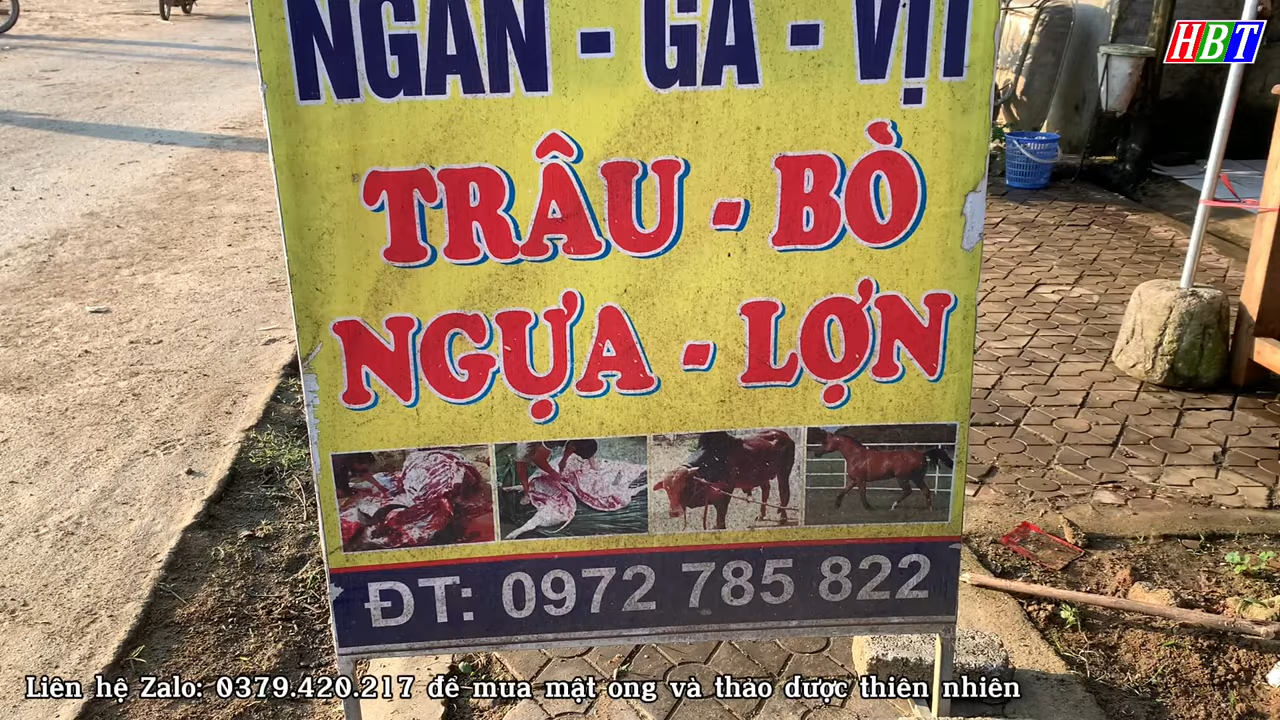 HBT
NGAN - GÀ - VỊT
TRÂU - BÒ
NGỰA - LỢN
ĐT: 0972 785 822
Liên hệ Zalo: 0379.420.217 để mua mật ong và thảo dược thiên nhiên